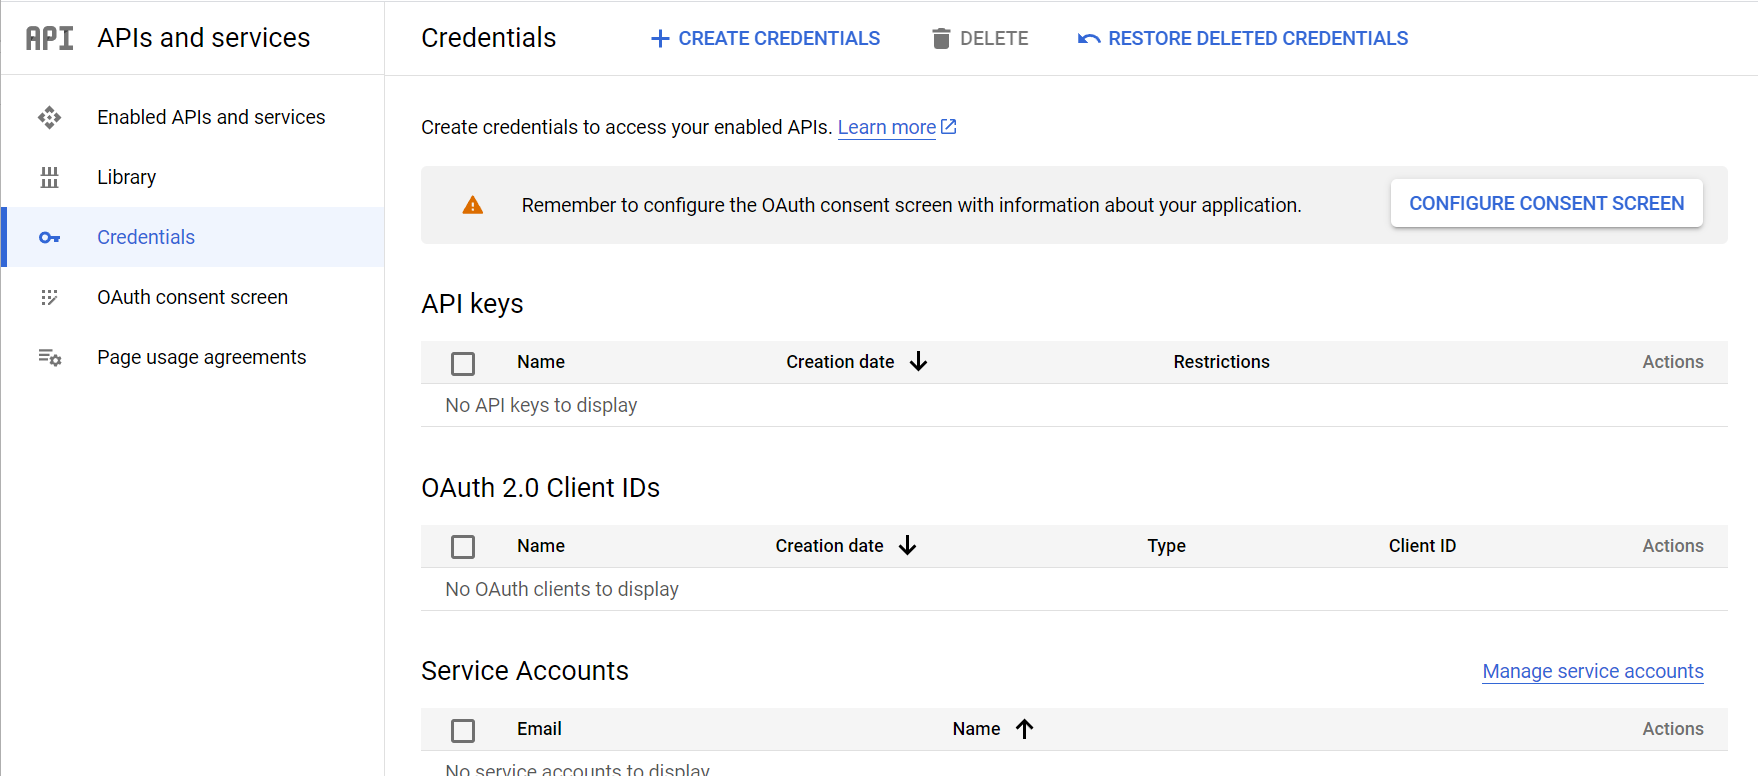 API APIs and services
Credentials
CREATE CREDENTIALS
DELETE
RESTORE DELETED CREDENTIALS
Enabled APIs and services
Library
Credentials
OAuth consent screen
Page usage agreements
Create credentials to access your enabled APIs. Learn more
Remember to configure the OAuth consent screen with information about your application.
CONFIGURE CONSENT SCREEN
API keys
Name Creation date Restrictions Actions
No API keys to display
OAuth 2.0 Client IDs
Name Creation date Type Client ID Actions
No OAuth clients to display
Service Accounts
Manage service accounts
Email Name Actions
No service accounts to display